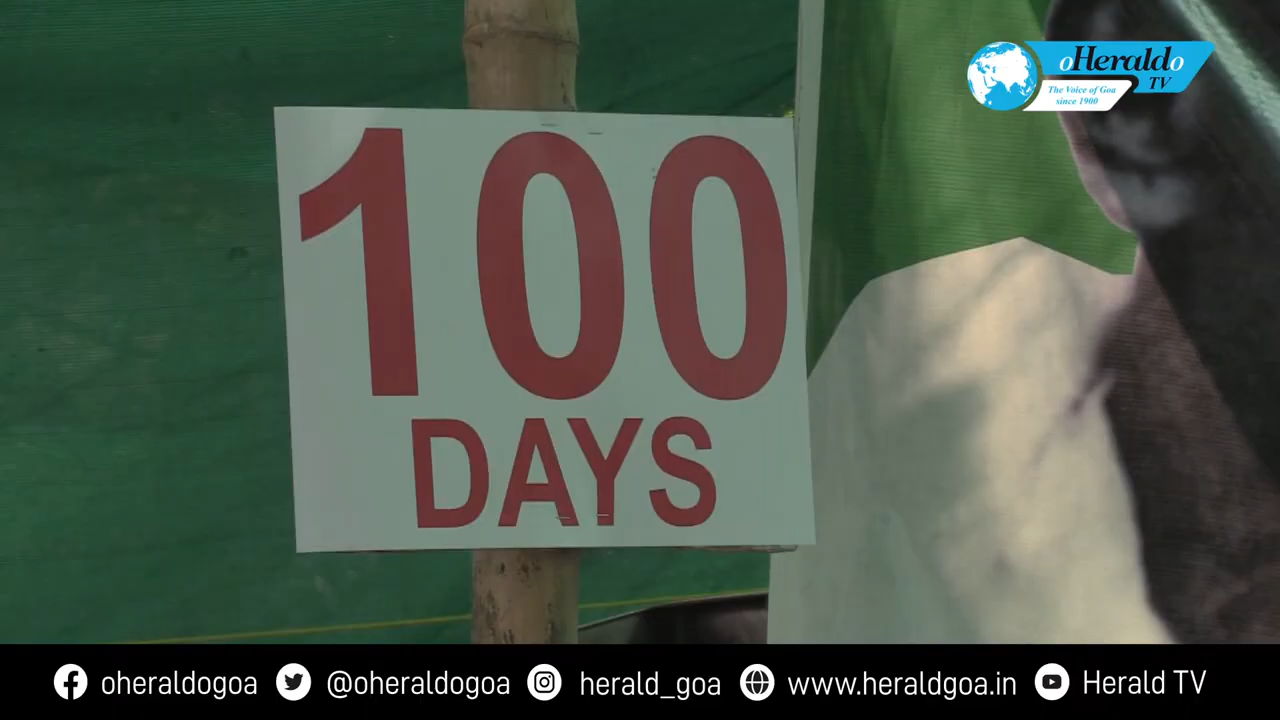 oHeraldo
TV
The Voice of Goa
since 1900
100
DAYS
oheraldogoa
@oheraldogoa
herald_goa
www.heraldgoa.in
Herald TV